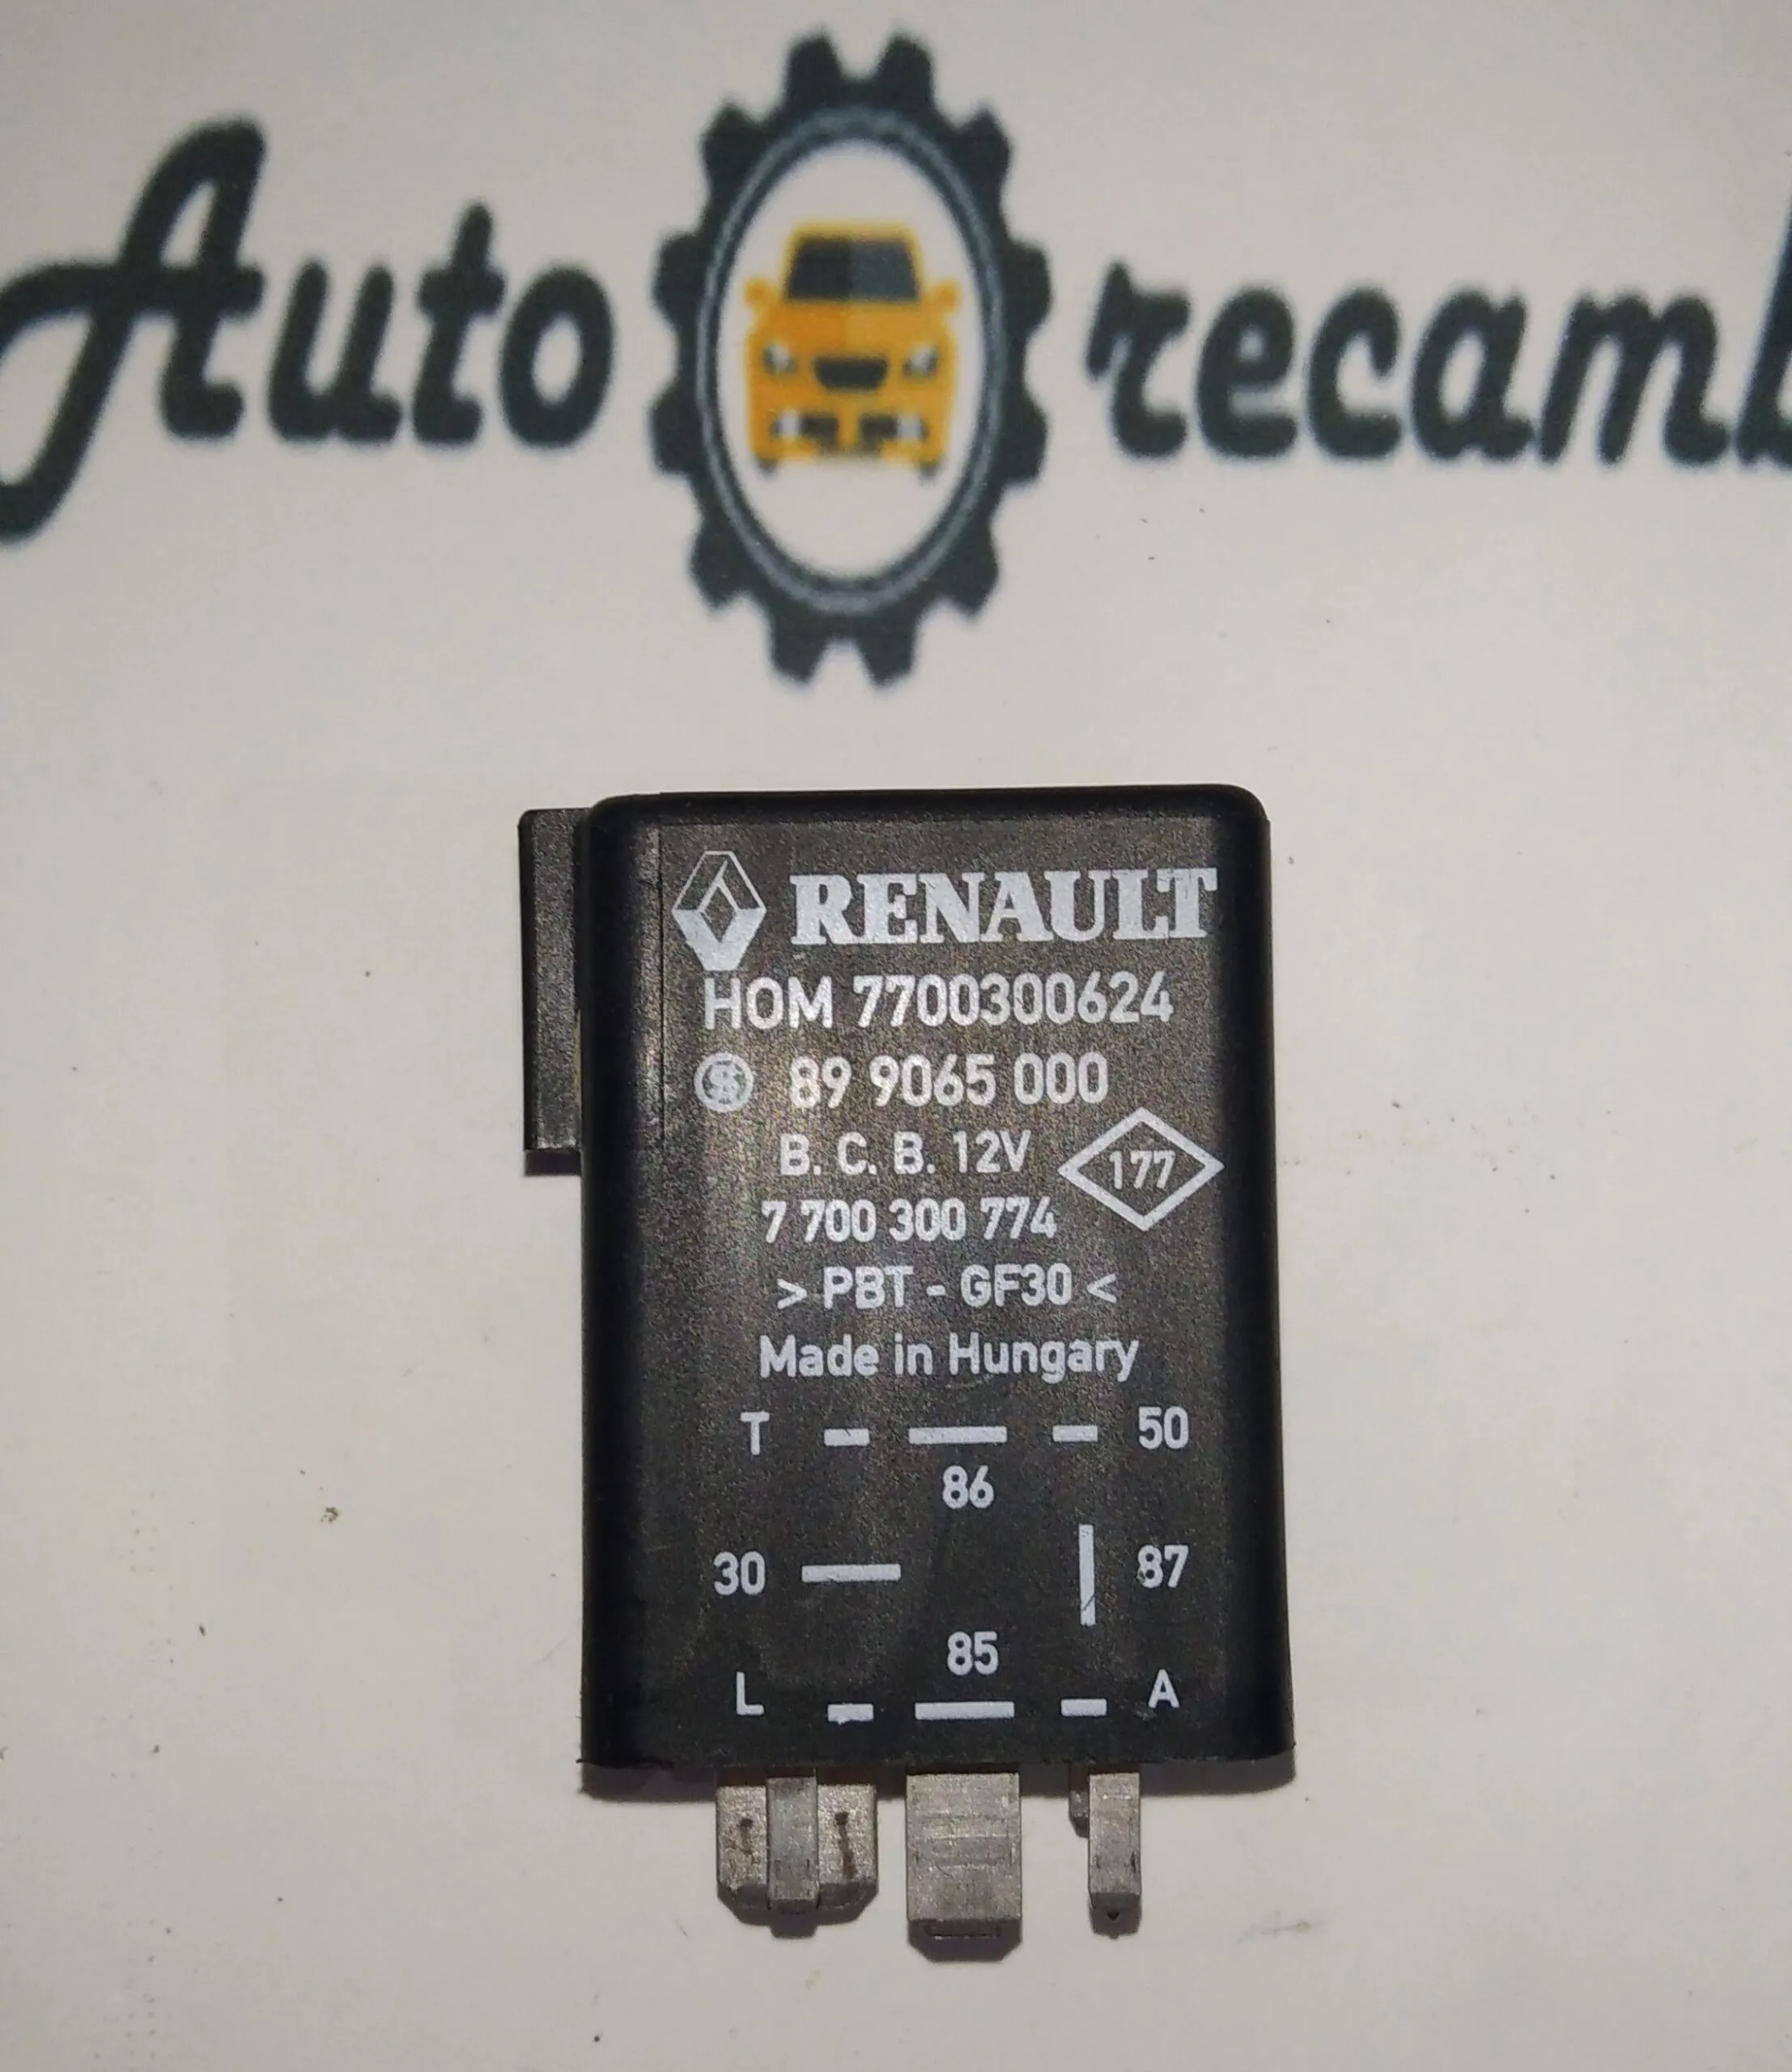 Auto recamb
RENAULT
HOM 7700300624
89 9065 000
B. C. B. 12V
177
7 700 300 774
> PBT - GF30 <
Made in Hungary
T 50
86
30 87
85
L A